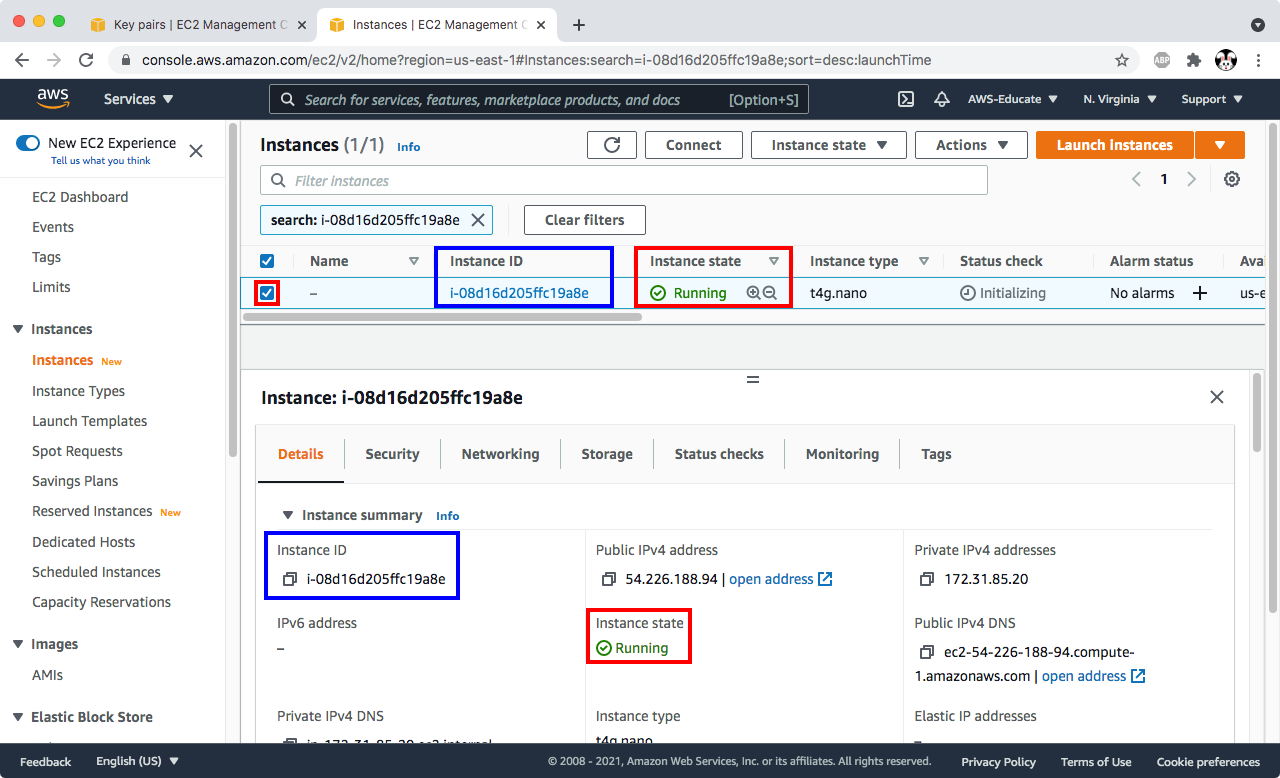 Key pairs | EC2 Management C
Instances | EC2 Management C
console.aws.amazon.com/ec2/v2/home?region=us-east-1#Instances:search=i-08d16d205ffc19a8e;sort=desc:launchTime
ABP
aws
Services
Search for services, features, marketplace products, and docs
[Option+S]
AWS-Educate
N. Virginia
Support
New EC2 Experience
Tell us what you think
EC2 Dashboard
Events
Tags
Limits
Instances
Instances New
Instance Types
Launch Templates
Spot Requests
Savings Plans
Reserved Instances New
Dedicated Hosts
Scheduled Instances
Capacity Reservations
Images
AMIs
Elastic Block Store
Instances (1/1) Info
Connect
Instance state
Actions
Launch instances
Filter instances
1
search: i-08d16d205ffc19a8e
Clear filters
Name
Instance ID
Instance state
Instance type
Status check
Alarm status
Avai
–
i-08d16d205ffc19a8e
Running
t4g.nano
Initializing
No alarms +
us-e
Instance: i-08d16d205ffc19a8e
Details
Security
Networking
Storage
Status checks
Monitoring
Tags
Instance summary Info
Instance ID
i-08d16d205ffc19a8e
Public IPv4 address
54.226.188.94 | open address
Private IPv4 addresses
172.31.85.20
IPv6 address
–
Instance state
Running
Public IPv4 DNS
ec2-54-226-188-94.compute-
1.amazonaws.com | open address
Private IPv4 DNS
ip-172-31-85-20.ec2.internal
Instance type
t4g.nano
Elastic IP addresses
–
Feedback
English (US)
© 2008 - 2021, Amazon Web Services, Inc. or its affiliates. All rights reserved.
Privacy Policy
Terms of Use
Cookie preferences